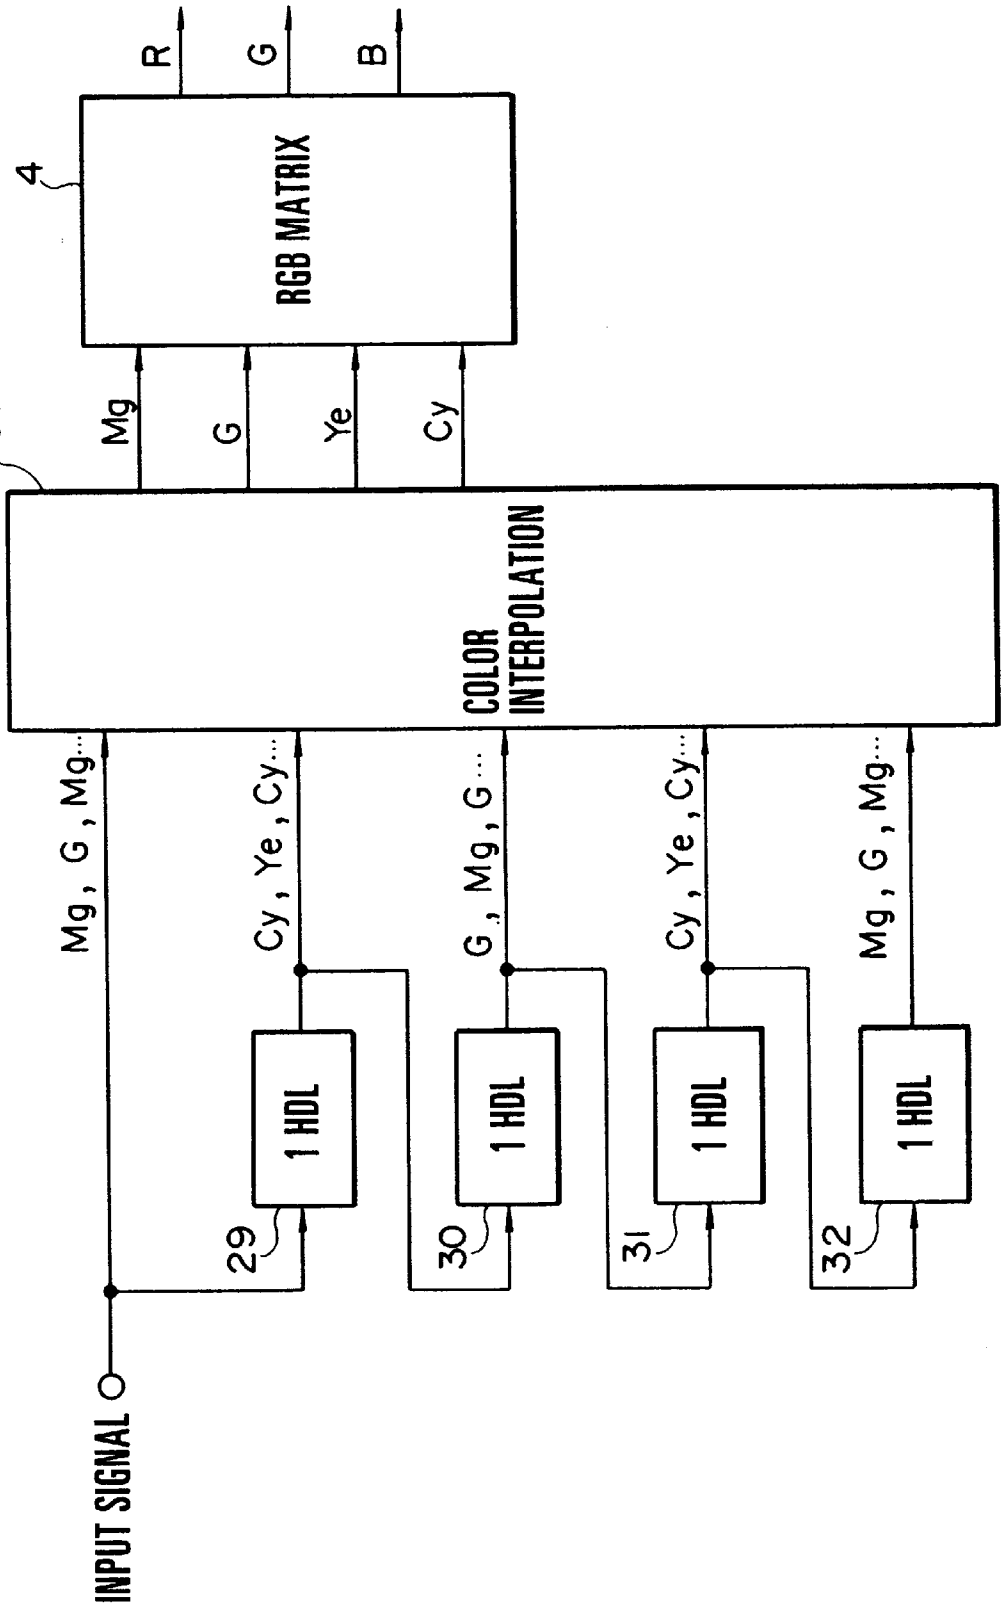 INPUT SIGNAL
Mg, G, Mg...
29
1 HDL
Cy, Ye, Cy...
30
1 HDL
G, Mg, G...
31
1 HDL
Cy, Ye, Cy...
32
1 HDL
Mg, G, Mg...
COLOR
INTERPOLATION
Mg
G
Ye
Cy
4
RGB MATRIX
R
G
B